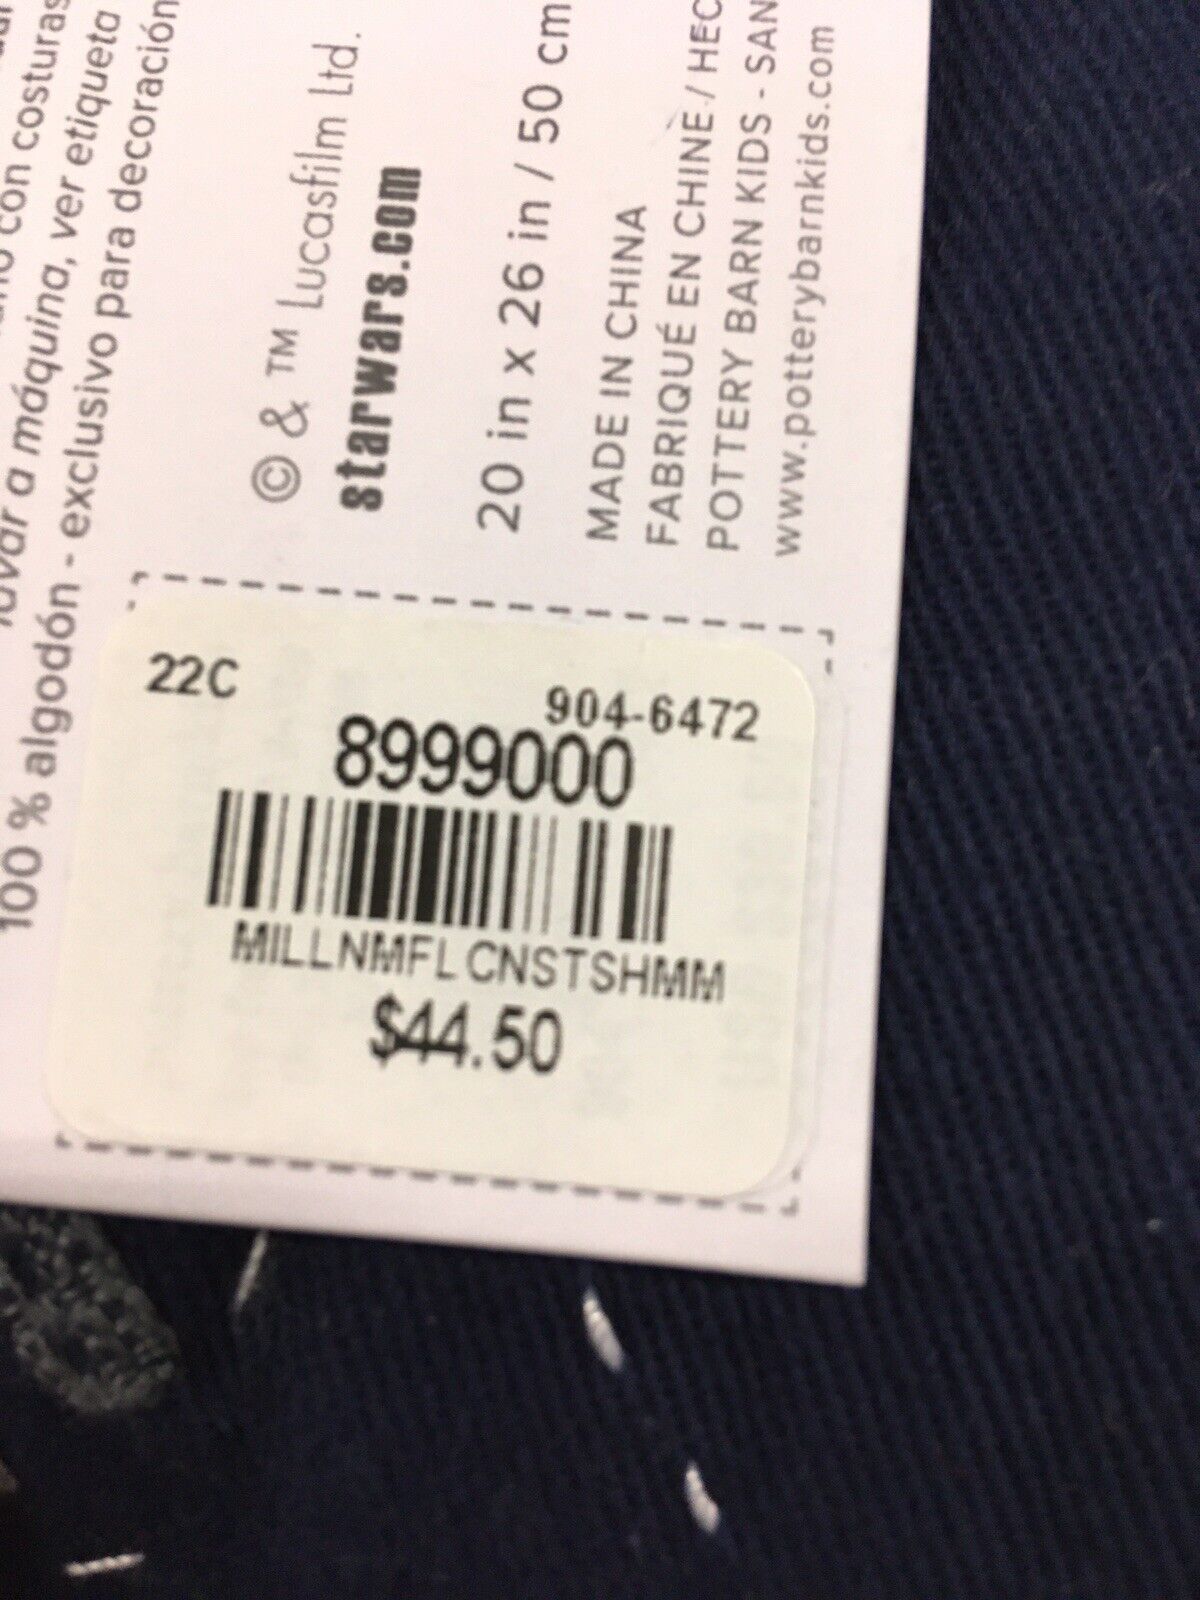 con costuras
lavar a máquina, ver etiqueta
100 % algodón - exclusivo para decoración
© & ™ Lucasfilm Ltd.
starwars.com
20 in x 26 in / 50 cm
MADE IN CHINA
FABRIQUÉ EN CHINE / HEC
POTTERY BARN KIDS - SAN
www.potterybarnkids.com
22C
904-6472
8999000
MILLNMFLCNSTSHMM
$44.50